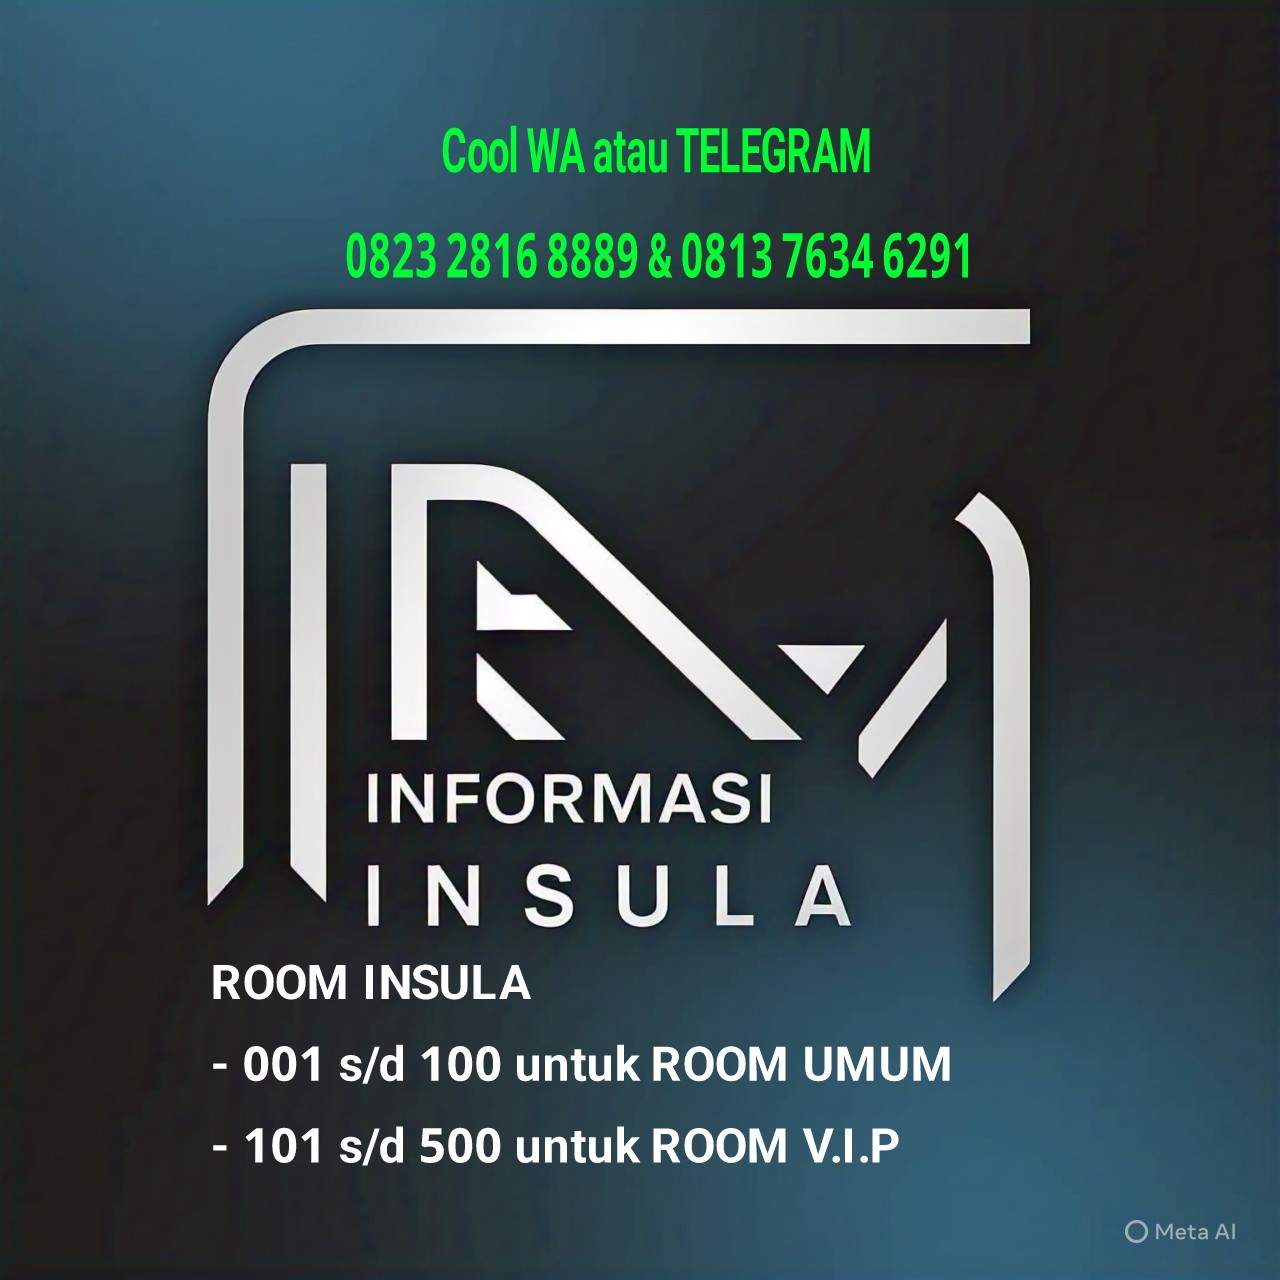 Cool WA atau TELEGRAM
0823 2816 8889 & 0813 7634 6291
INFORMASI
INSULA
ROOM INSULA
- 001 s/d 100 untuk ROOM UMUM
- 101 s/d 500 untuk ROOM V.I.P
Meta AI